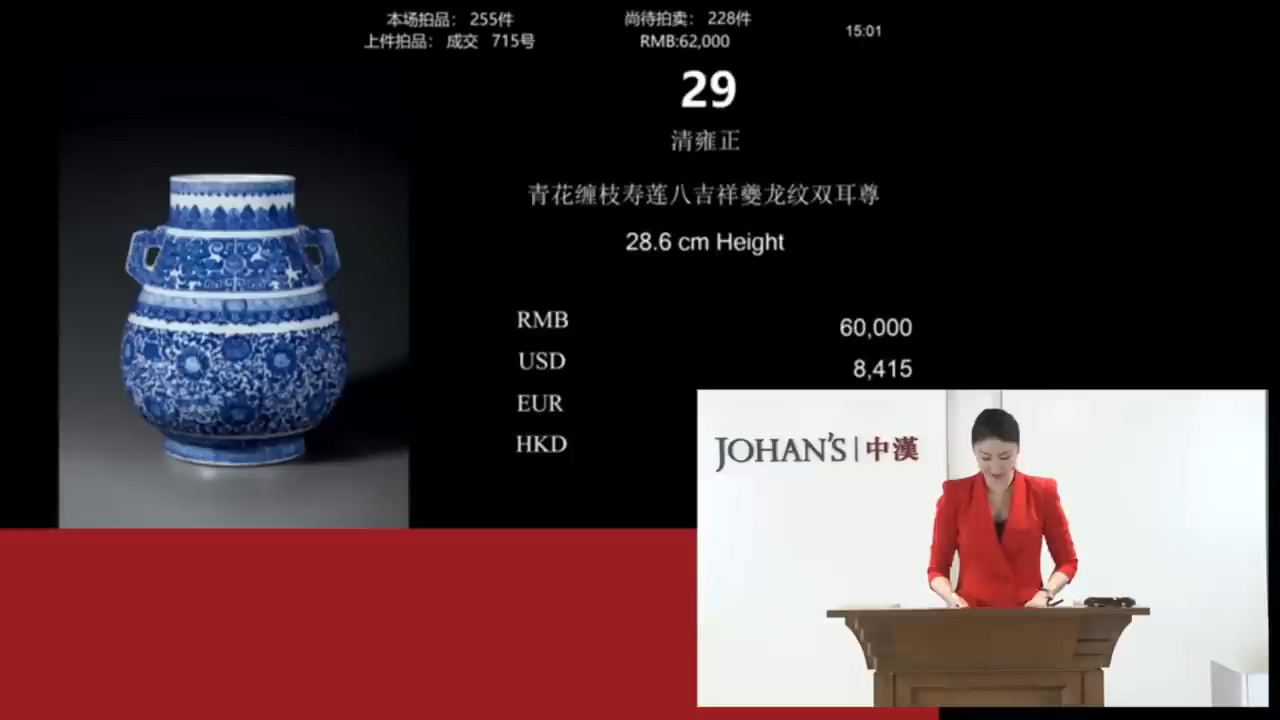 本场拍品： 255件
上件拍品： 成交 715号
尚待拍卖： 228件
RMB:62,000
15:01
29
清雍正
青花缠枝寿莲八吉祥夔龙纹双耳尊
28.6 cm Height
RMB 60,000
USD 8,415
EUR
HKD
JOHAN'S | 中漢